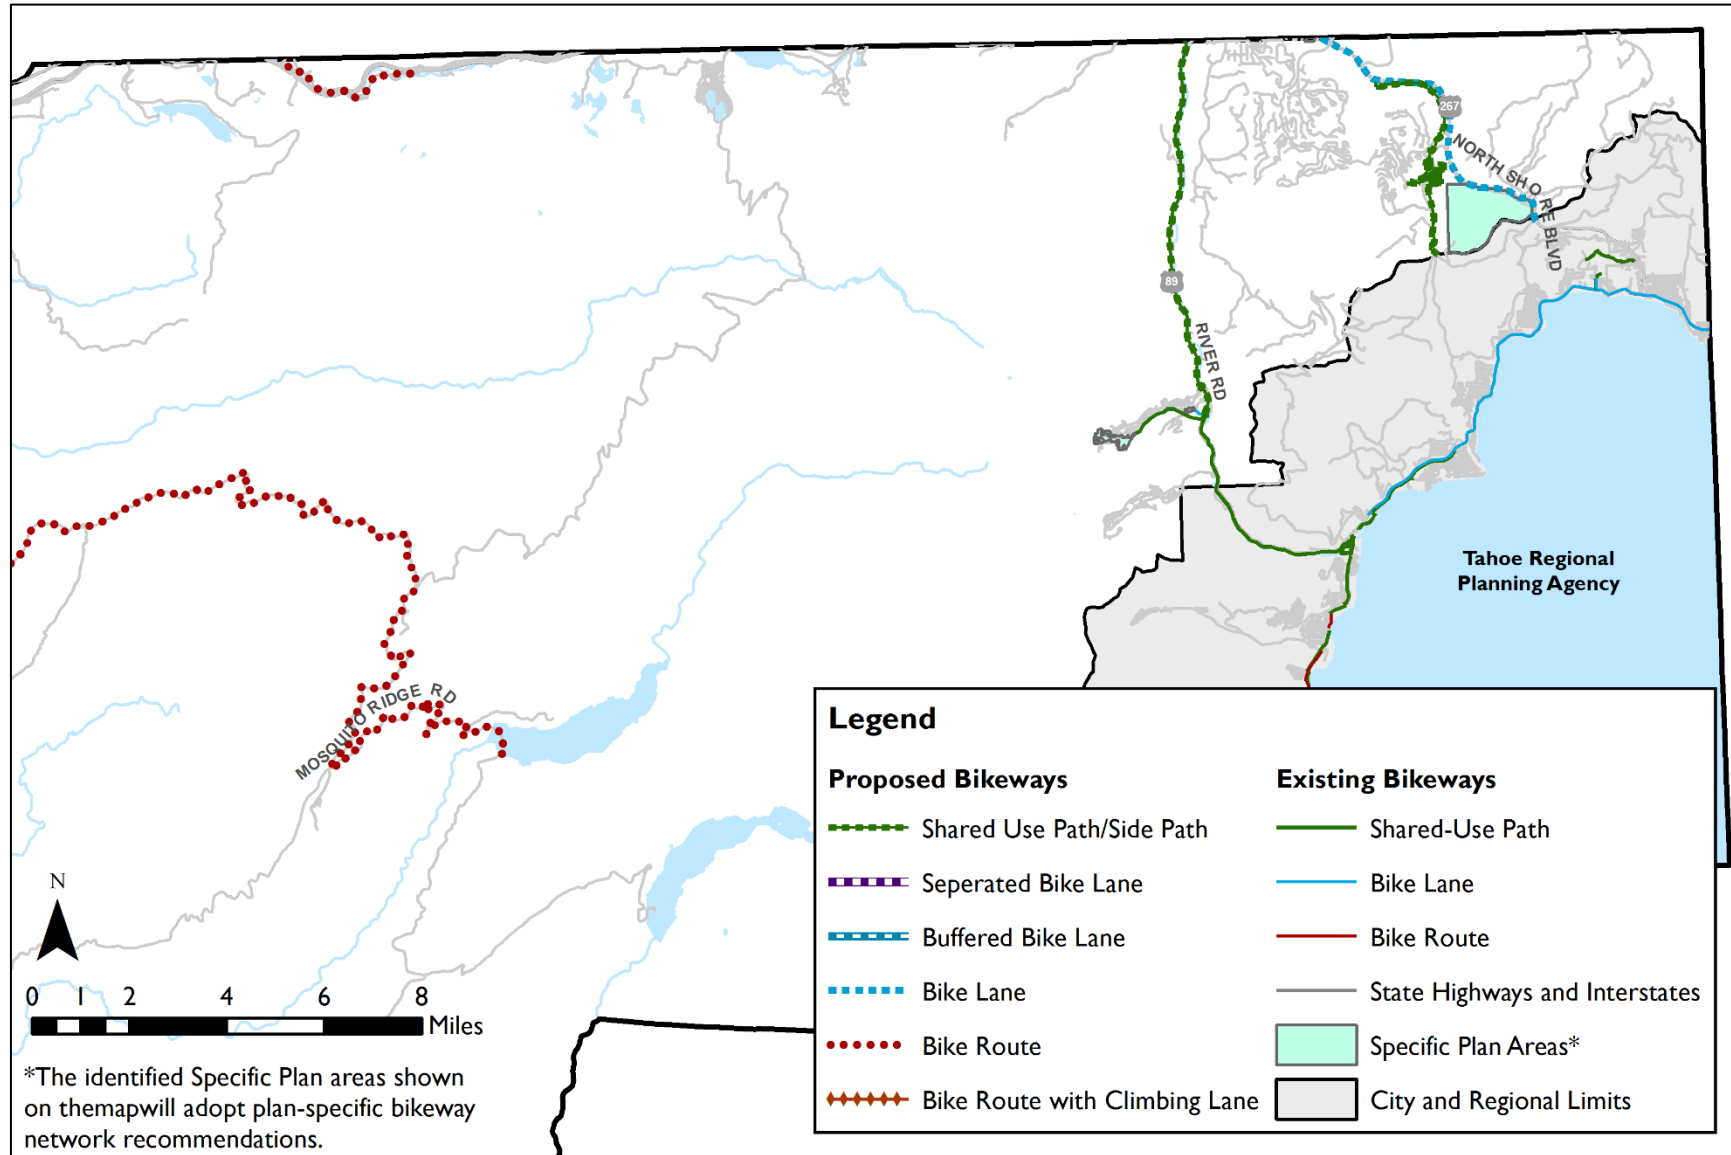 267
NORTH SHORE BLVD
89
RIVER RD
Tahoe Regional
Planning Agency
MOSQUITO RIDGE RD
Legend
Proposed Bikeways
Shared Use Path/Side Path
Seperated Bike Lane
Buffered Bike Lane
Bike Lane
Bike Route
Bike Route with Climbing Lane
Existing Bikeways
Shared-Use Path
Bike Lane
Bike Route
State Highways and Interstates
Specific Plan Areas*
City and Regional Limits
N
0 1 2 4 6 8
Miles
*The identified Specific Plan areas shown
on themapwill adopt plan-specific bikeway
network recommendations.